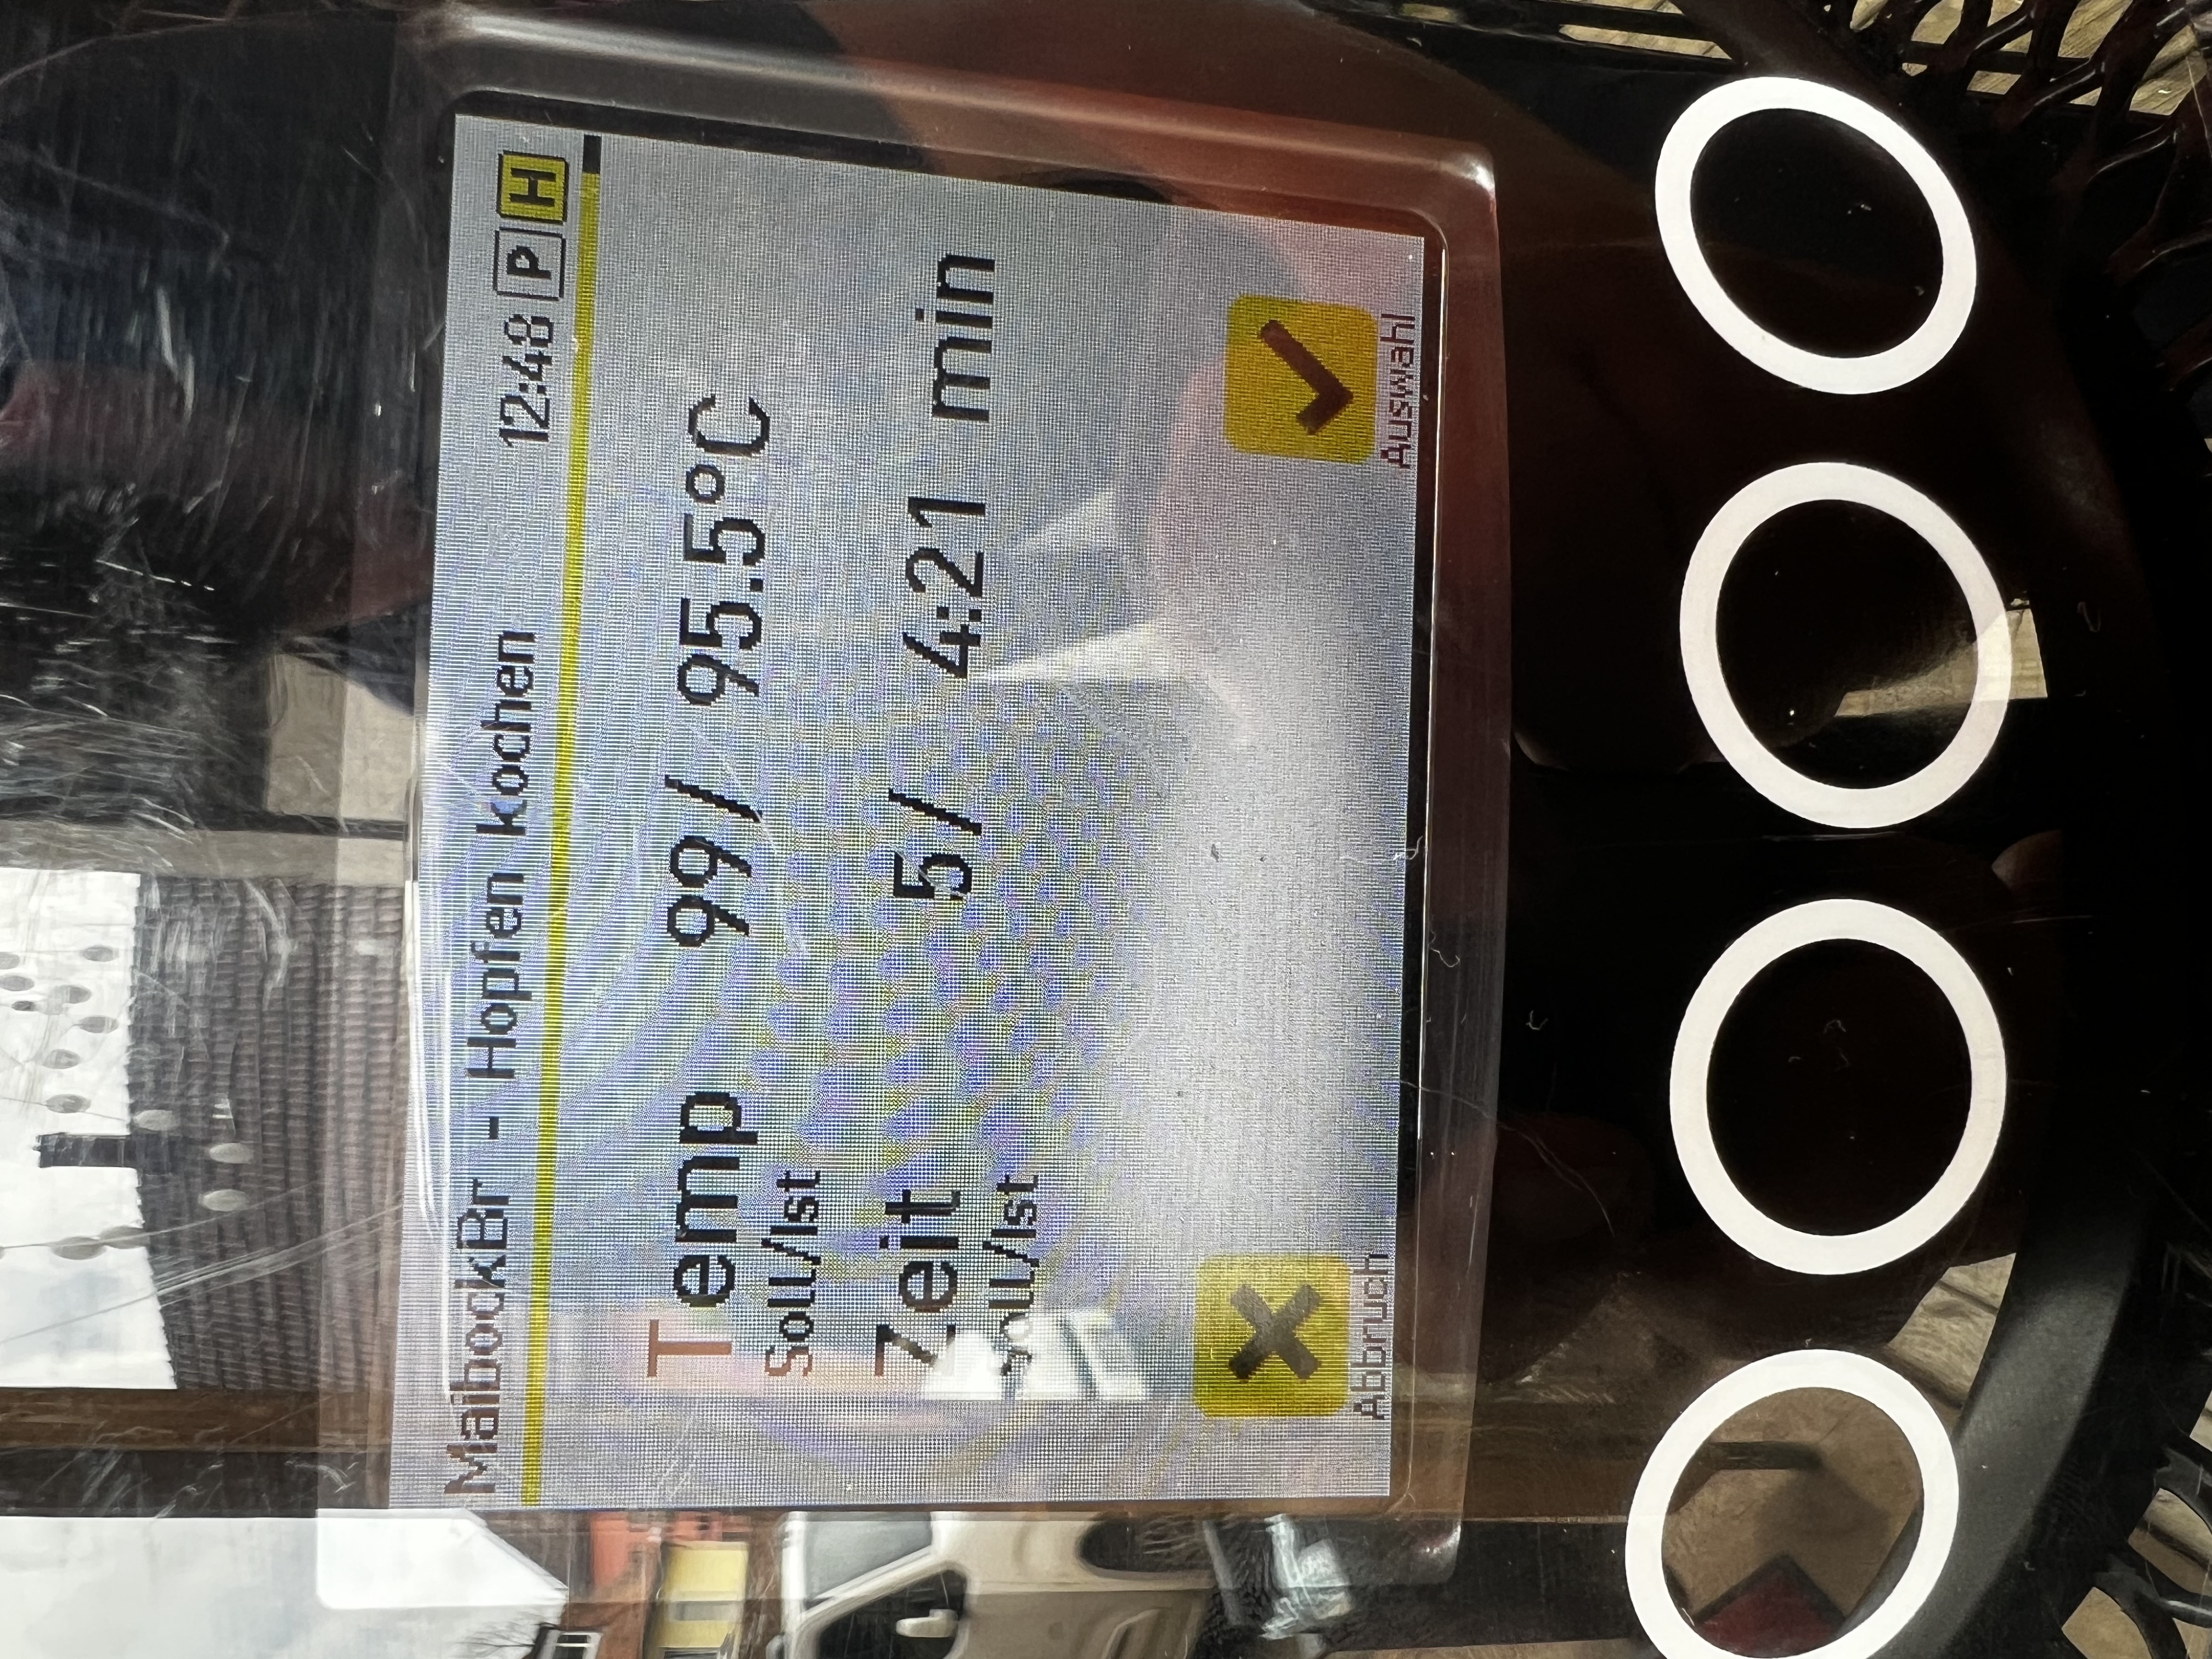 MaibockBr - Hopfen kochen 12:48 P H
Temp 99 / 95.5°C
Soll/Ist
Zeit 5 / 4:21 min
Soll/Ist
Abbruch Auswahl